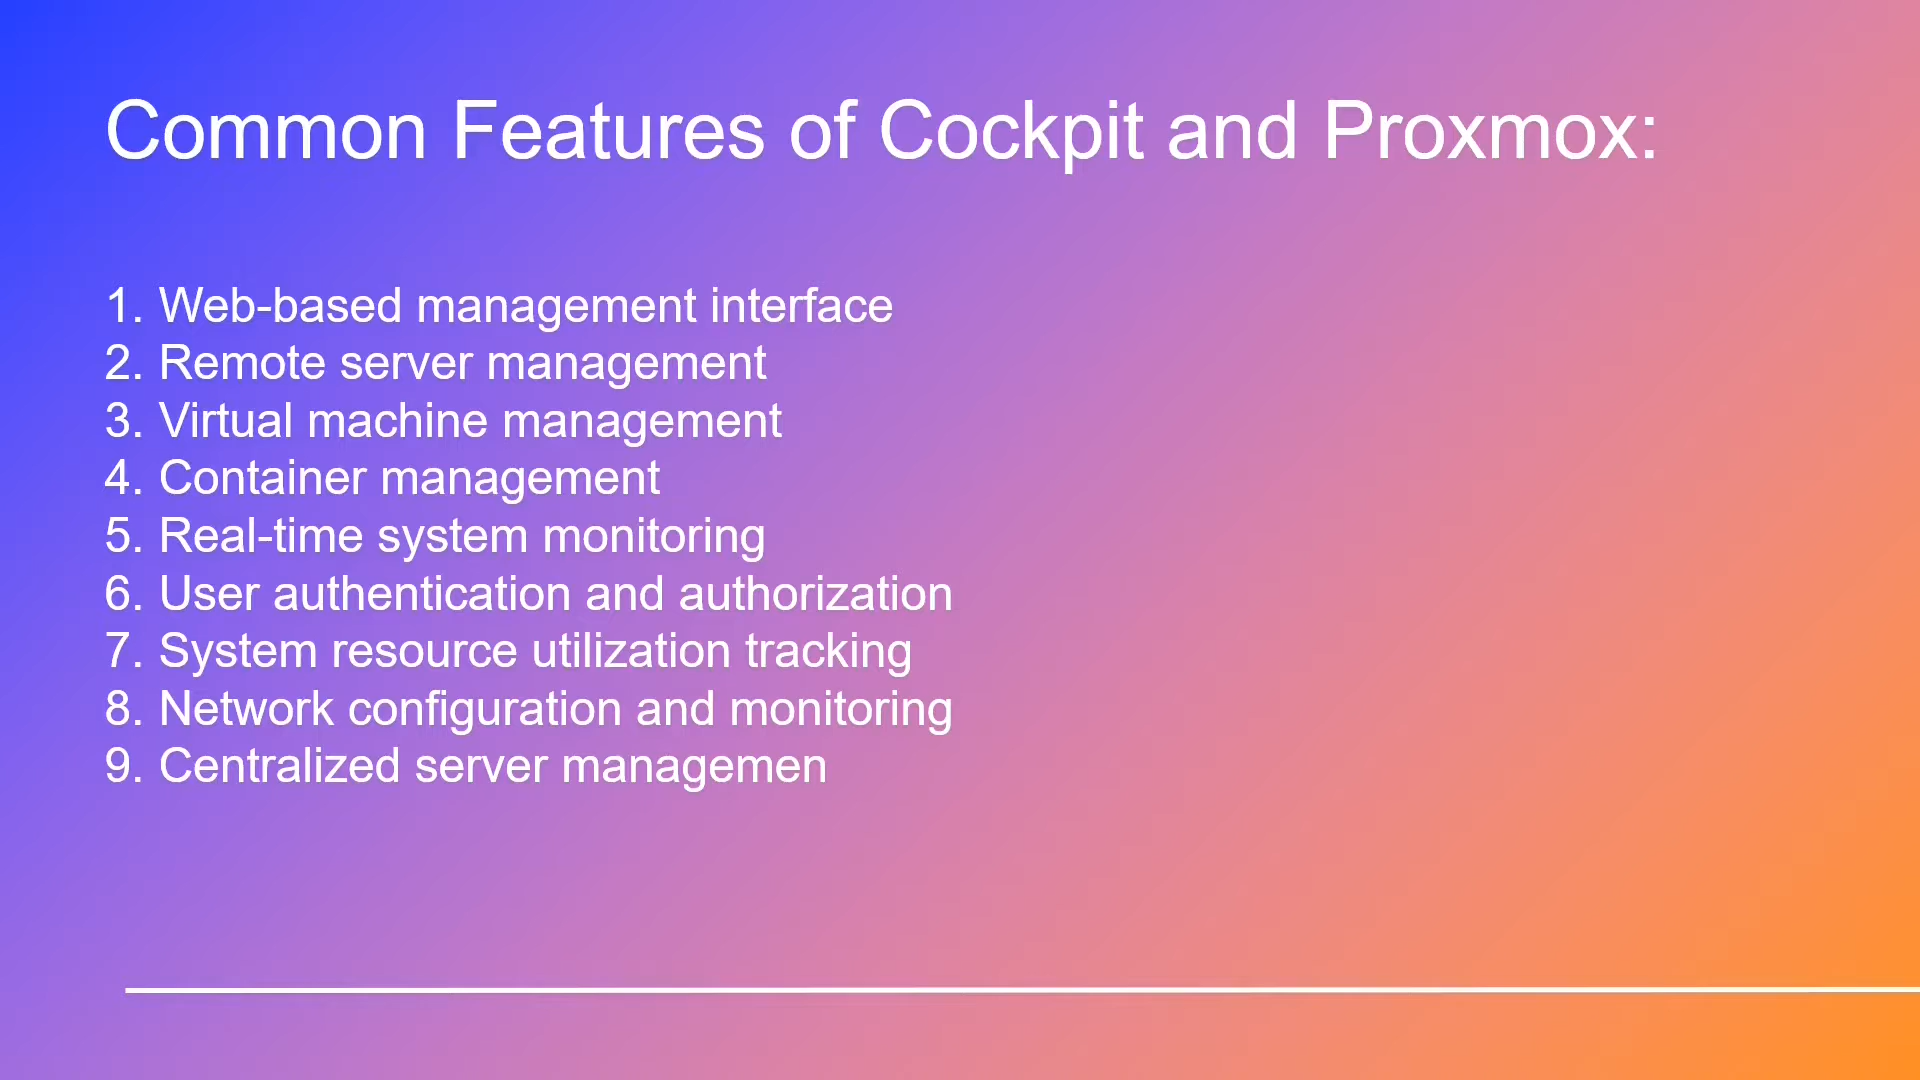 Common Features of Cockpit and Proxmox:
1. Web-based management interface
2. Remote server management
3. Virtual machine management
4. Container management
5. Real-time system monitoring
6. User authentication and authorization
7. System resource utilization tracking
8. Network configuration and monitoring
9. Centralized server managemen